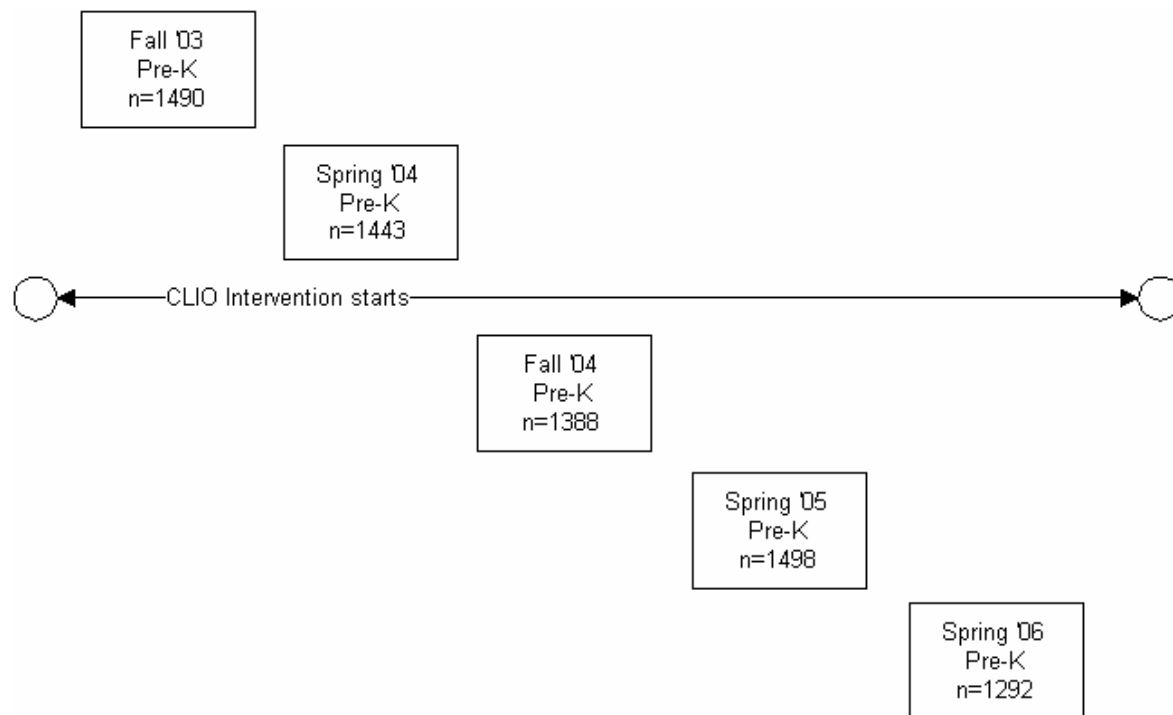 Fall '03
Pre-K
n=1490
Spring '04
Pre-K
n=1443
CLIO Intervention starts
Fall '04
Pre-K
n=1388
Spring '05
Pre-K
n=1498
Spring '06
Pre-K
n=1292